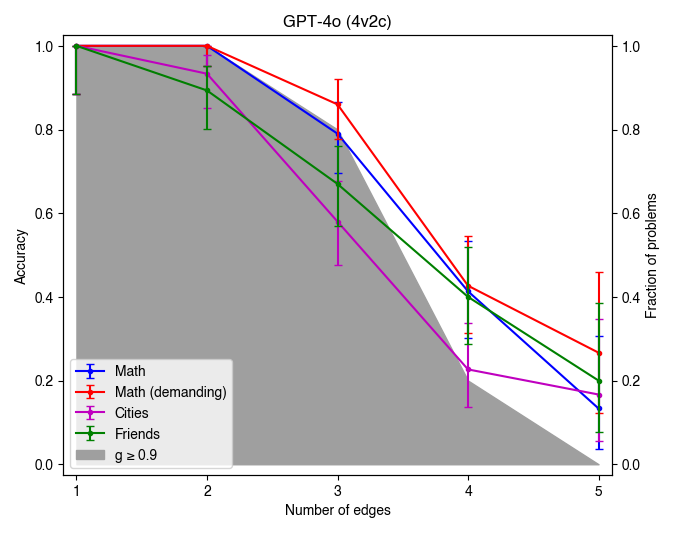 GPT-4o (4v2c)
1.0
0.8
0.6
0.4
0.2
0.0
Accuracy
1.0
0.8
0.6
0.4
0.2
0.0
Fraction of problems
Math
Math (demanding)
Cities
Friends
g ≥ 0.9
1 2 3 4 5
Number of edges